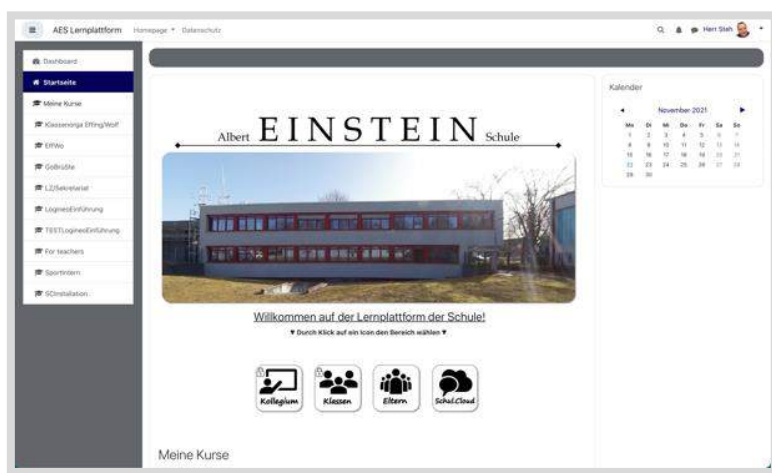 AES Lernplattform Homepage Datenschutz Herr Stah
Dashboard
Startseite
Meine Kurse
Klassenorga Effing/Wolf
EffWo
GoBrüSte
LZ/Sekretariat
LogineoEinführung
TESTLogineoEinführung
For teachers
Sportintern
SCInstallation
Albert EINSTEIN Schule
Willkommen auf der Lernplattform der Schule!
▼ Durch Klick auf ein Icon den Bereich wählen ▼
Kollegium Klassen Eltern Schul.Cloud
Meine Kurse
Kalender
◄ November 2021 ►
Mo Di Mi Do Fr Sa So
1 2 3 4 5 6 7
8 9 10 11 12 13 14
15 16 17 18 19 20 21
22 23 24 25 26 27 28
29 30